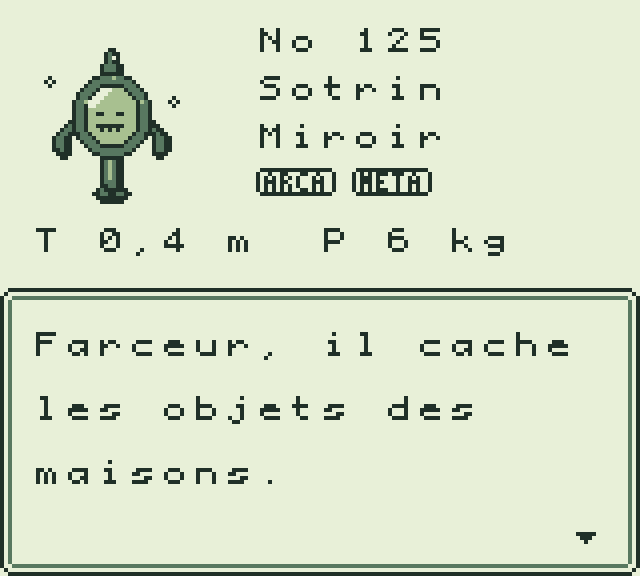 No 125
Sotrin
Miroir
ARCA META
T 0,4 m P 6 kg
Farceur, il cache
les objets des
maisons.